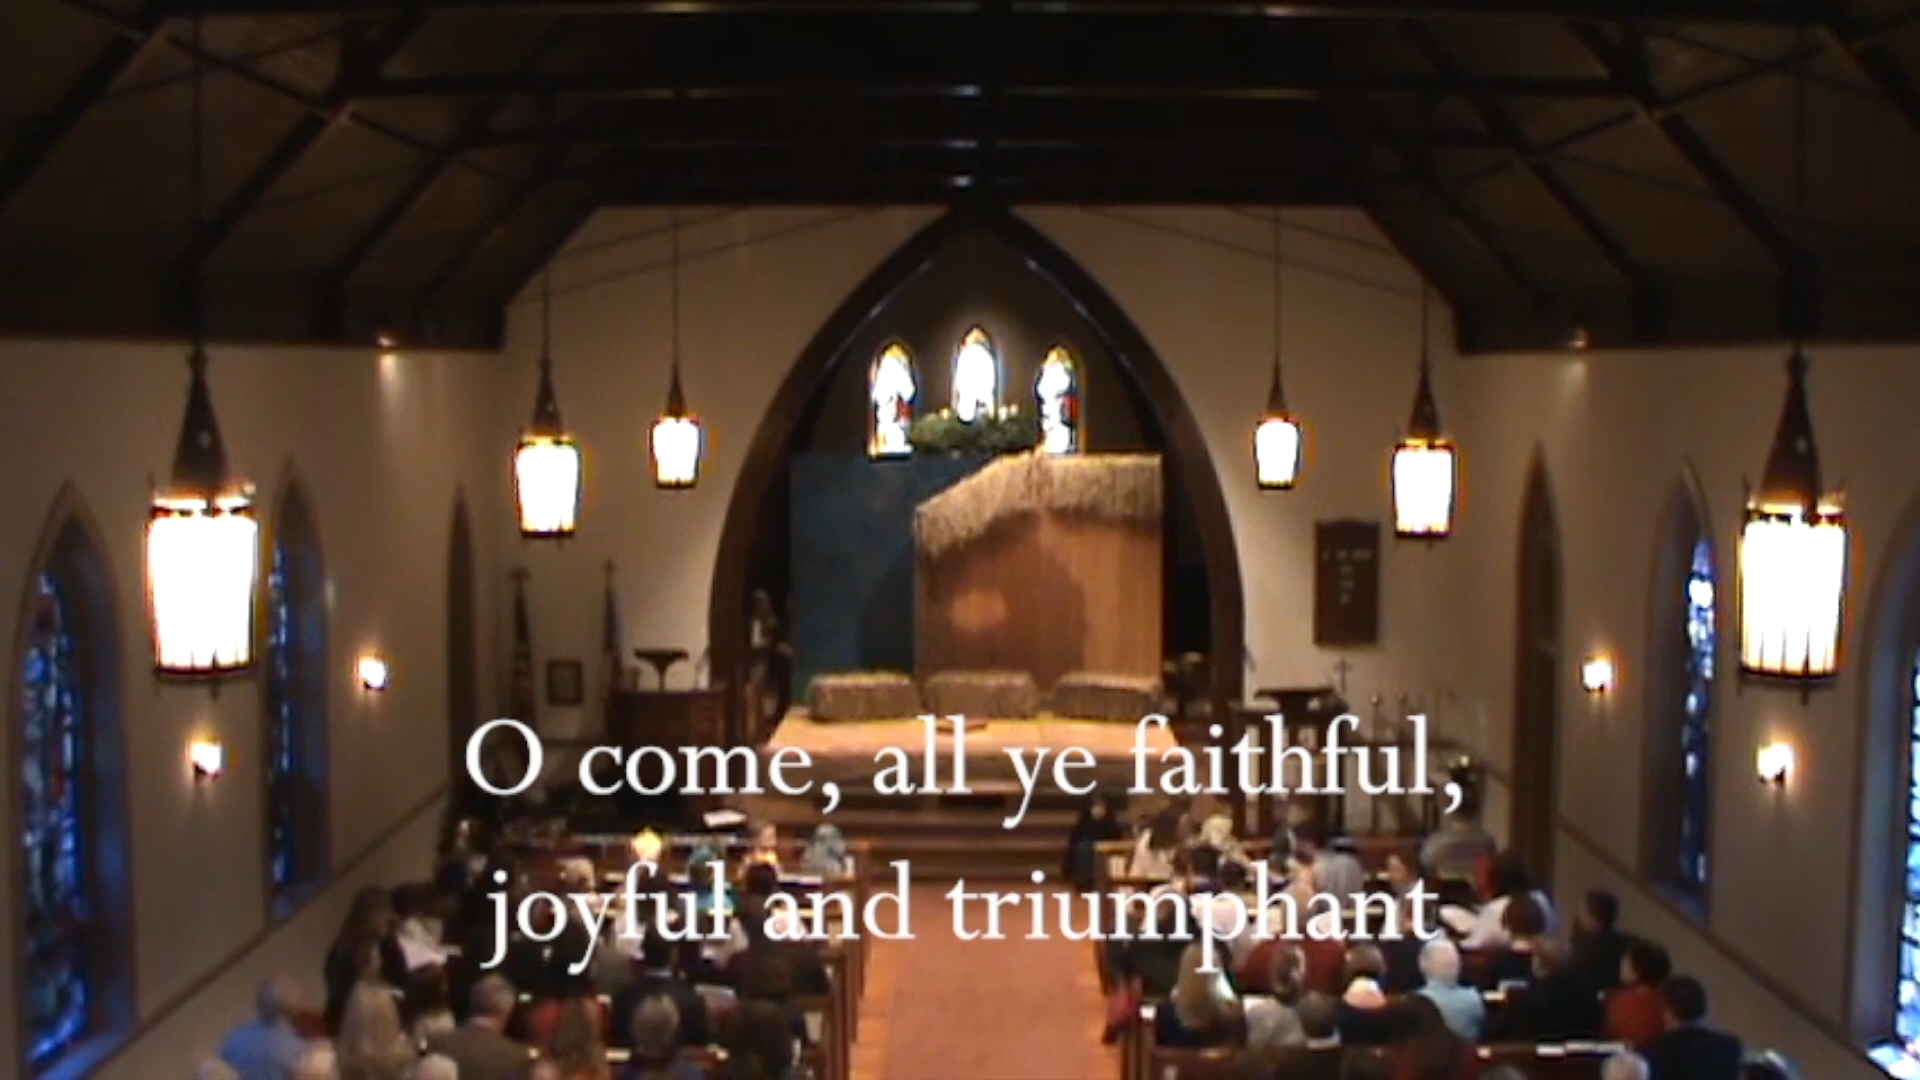 O come, all ye faithful,
joyful and triumphant